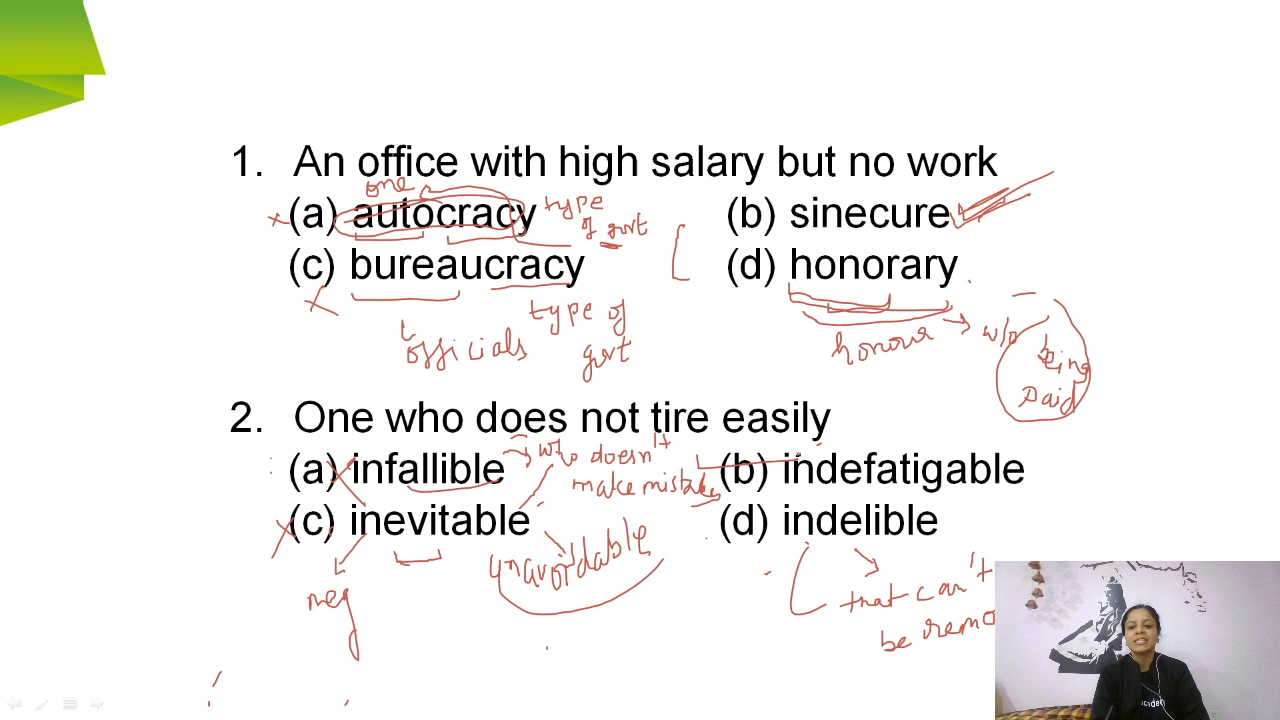 1. An office with high salary but no work
one
(a) autocracy type of govt (b) sinecure
(c) bureaucracy (d) honorary
officials type of govt honour → w/o being paid
2. One who does not tire easily
(a) infallible → who doesn't make mistakes (b) indefatigable
(c) inevitable (d) indelible
neg unavoidable that can't be remo